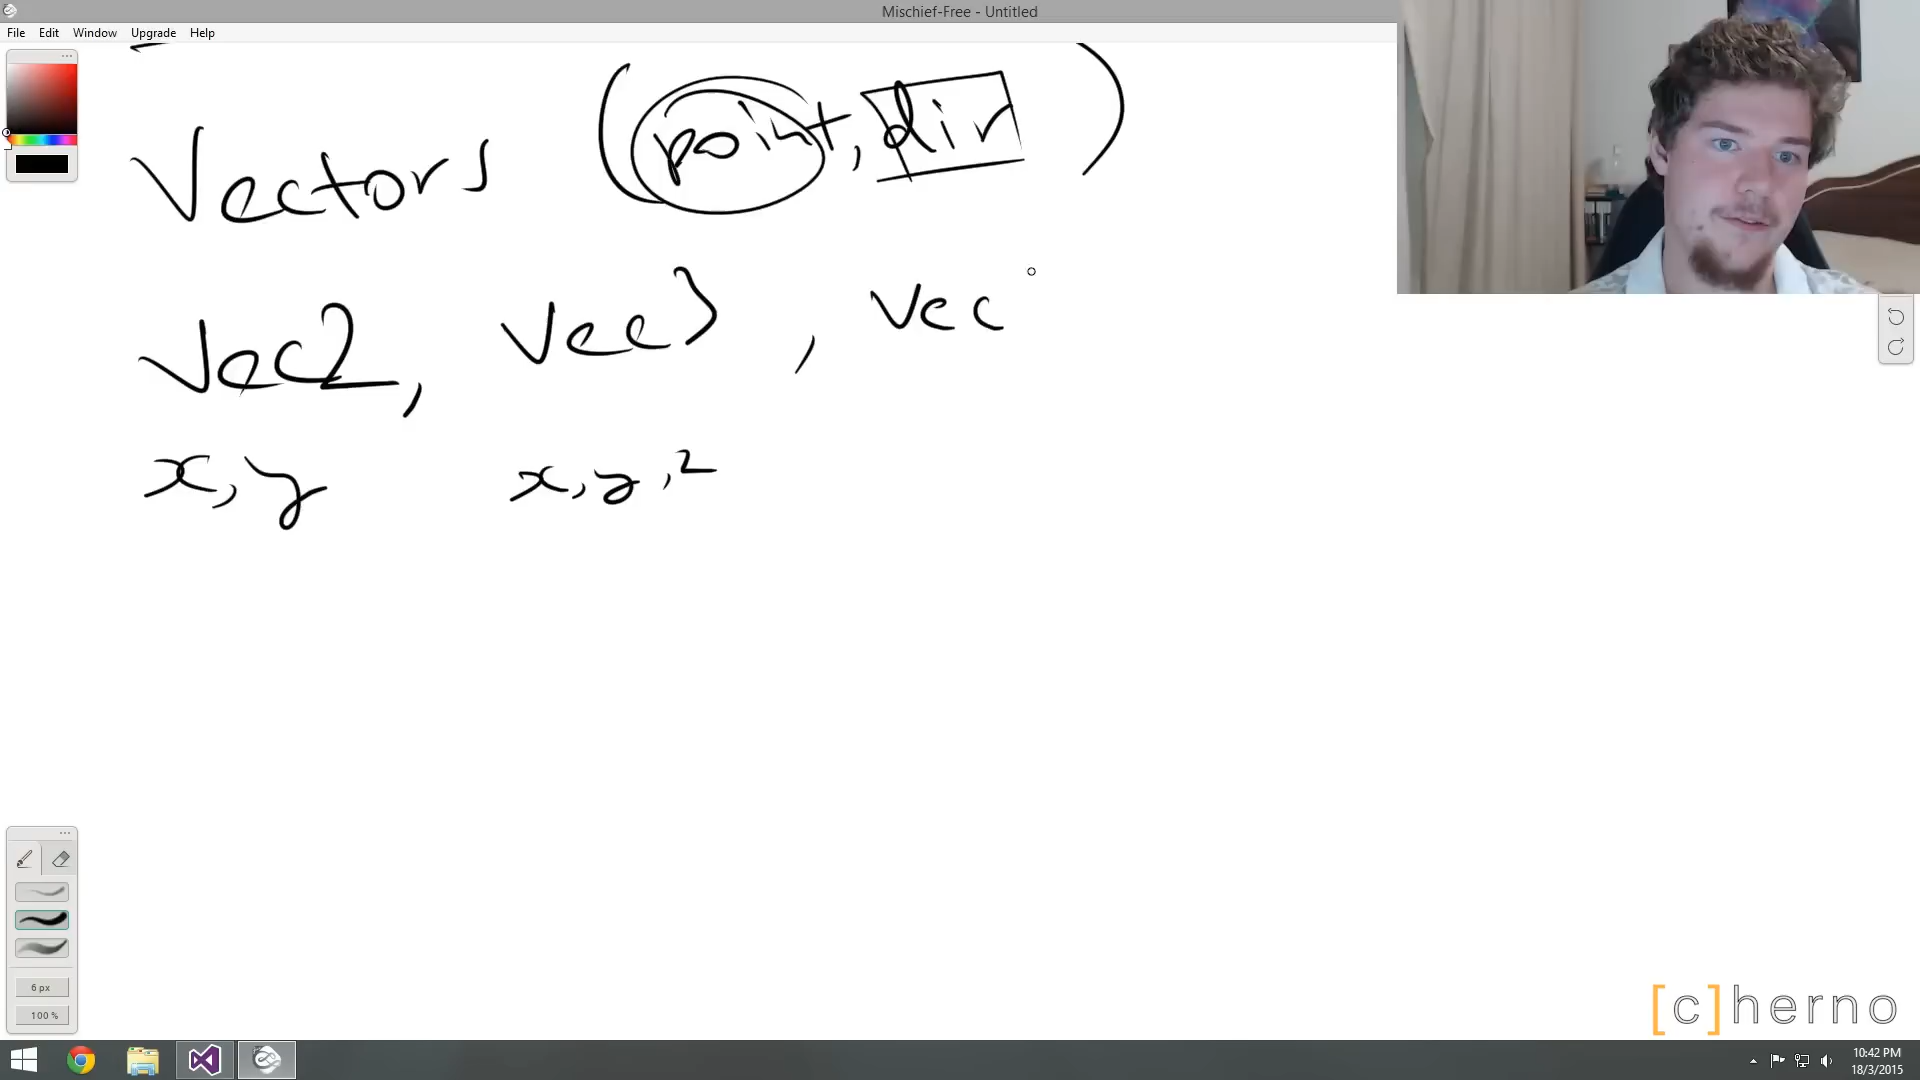 Mischief-Free - Untitled
File Edit Window Upgrade Help
Vectors (point, dir)
vec2, vec3, vec
x,y x,y,z
6 px
100 %
[c]herno
10:42 PM
18/3/2015